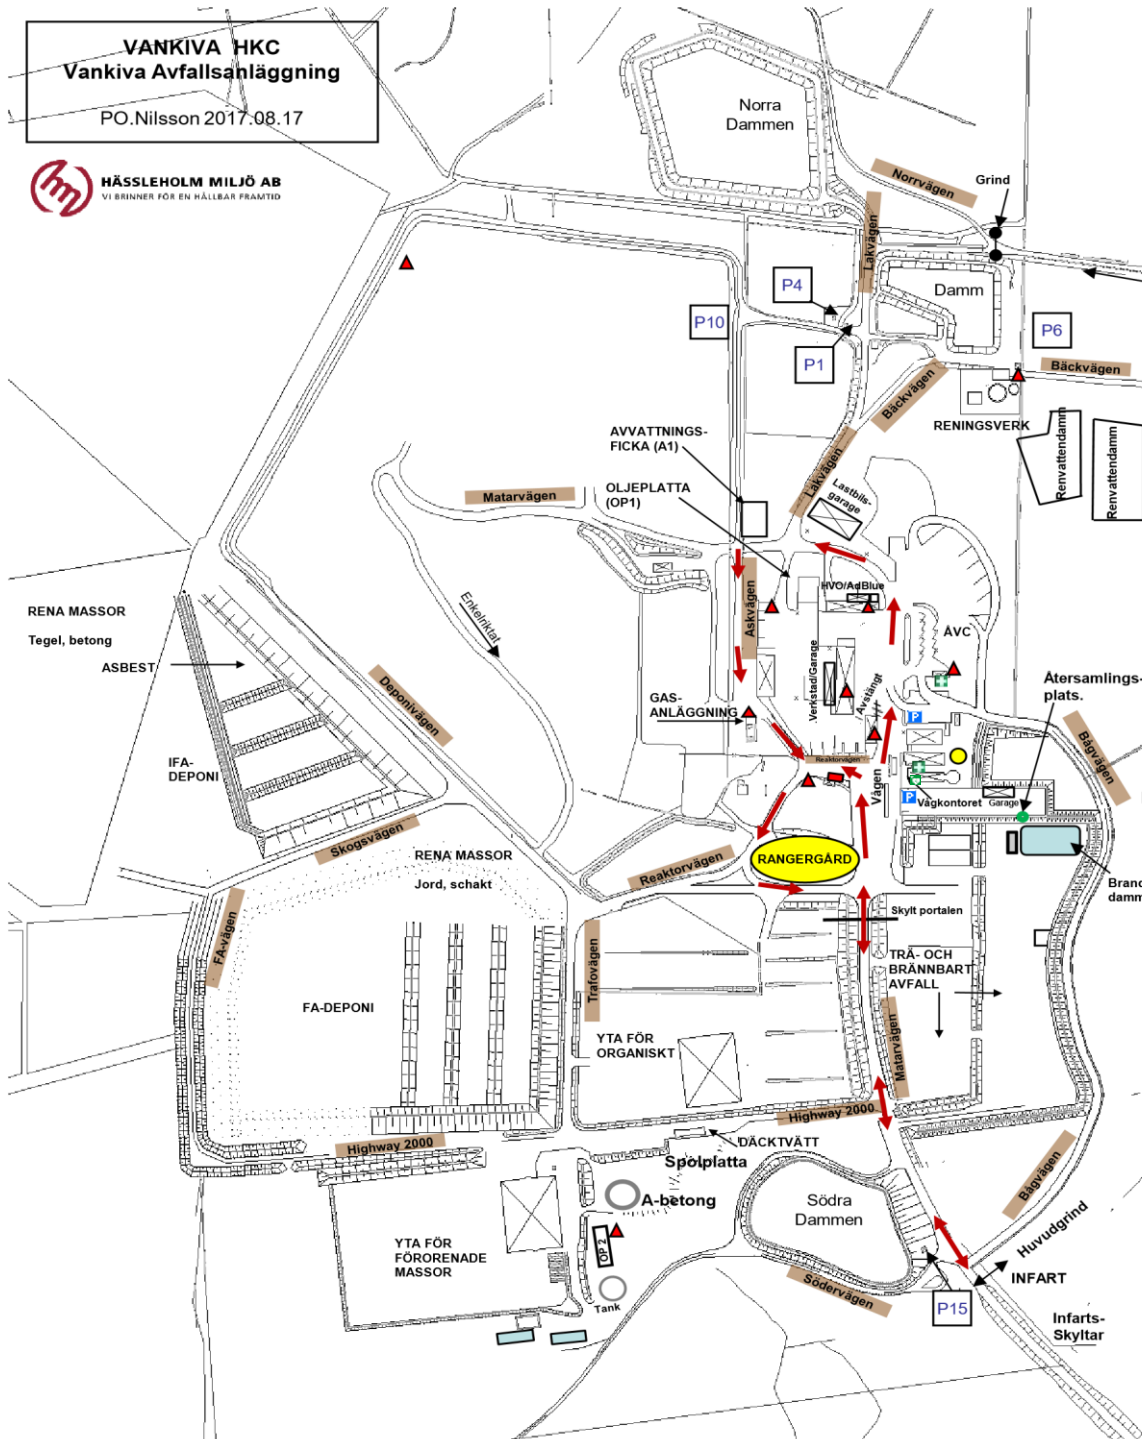 VANKIVA HKC
Vankiva Avfallsanläggning
PO.Nilsson 2017.08.17
HÄSSLEHOLM MILJÖ AB
VI BRINNER FÖR EN HÅLLBAR FRAMTID
Norra
Dammen
Norrvägen
Grind
Lakvägen
P4
Damm
P10
P6
P1
Bäckvägen
Bäckvägen
RENINGSVERK
AVVATTNINGS-
FICKA (A1)
Lakvägen
Renvattendamm
Renvattendamm
OLJEPLATTA
(OP1)
Lastbils-
garage
Matarvägen
HVO/AdBlue
Enkelriktat
Askvägen
RENA MASSOR
Tegel, betong
ASBEST
ÅVC
Verkstad/Garage
Återsamlings-
plats.
Deponivägen
GAS-
ANLÄGGNING
Avstängt
P
Bågvägen
IFA-
DEPONI
Reaktorvägen
Vågen
P
Vågkontoret
Garage
Skogsvägen
RENA MASSOR
Jord, schakt
Reaktorvägen
RANGERGÅRD
Brand
damm
FA-vägen
Skylt portalen
Trafovägen
TRÄ- OCH
BRÄNNBART
AVFALL
FA-DEPONI
YTA FÖR
ORGANISKT
Matarvägen
Highway 2000
Highway 2000
DÄCKTVÄTT
Spolplatta
A-betong
Bågvägen
Södra
Dammen
Huvudgrind
YTA FÖR
FÖRORENADE
MASSOR
OP 2
INFART
Södervägen
Tank
P15
Infarts-
Skyltar